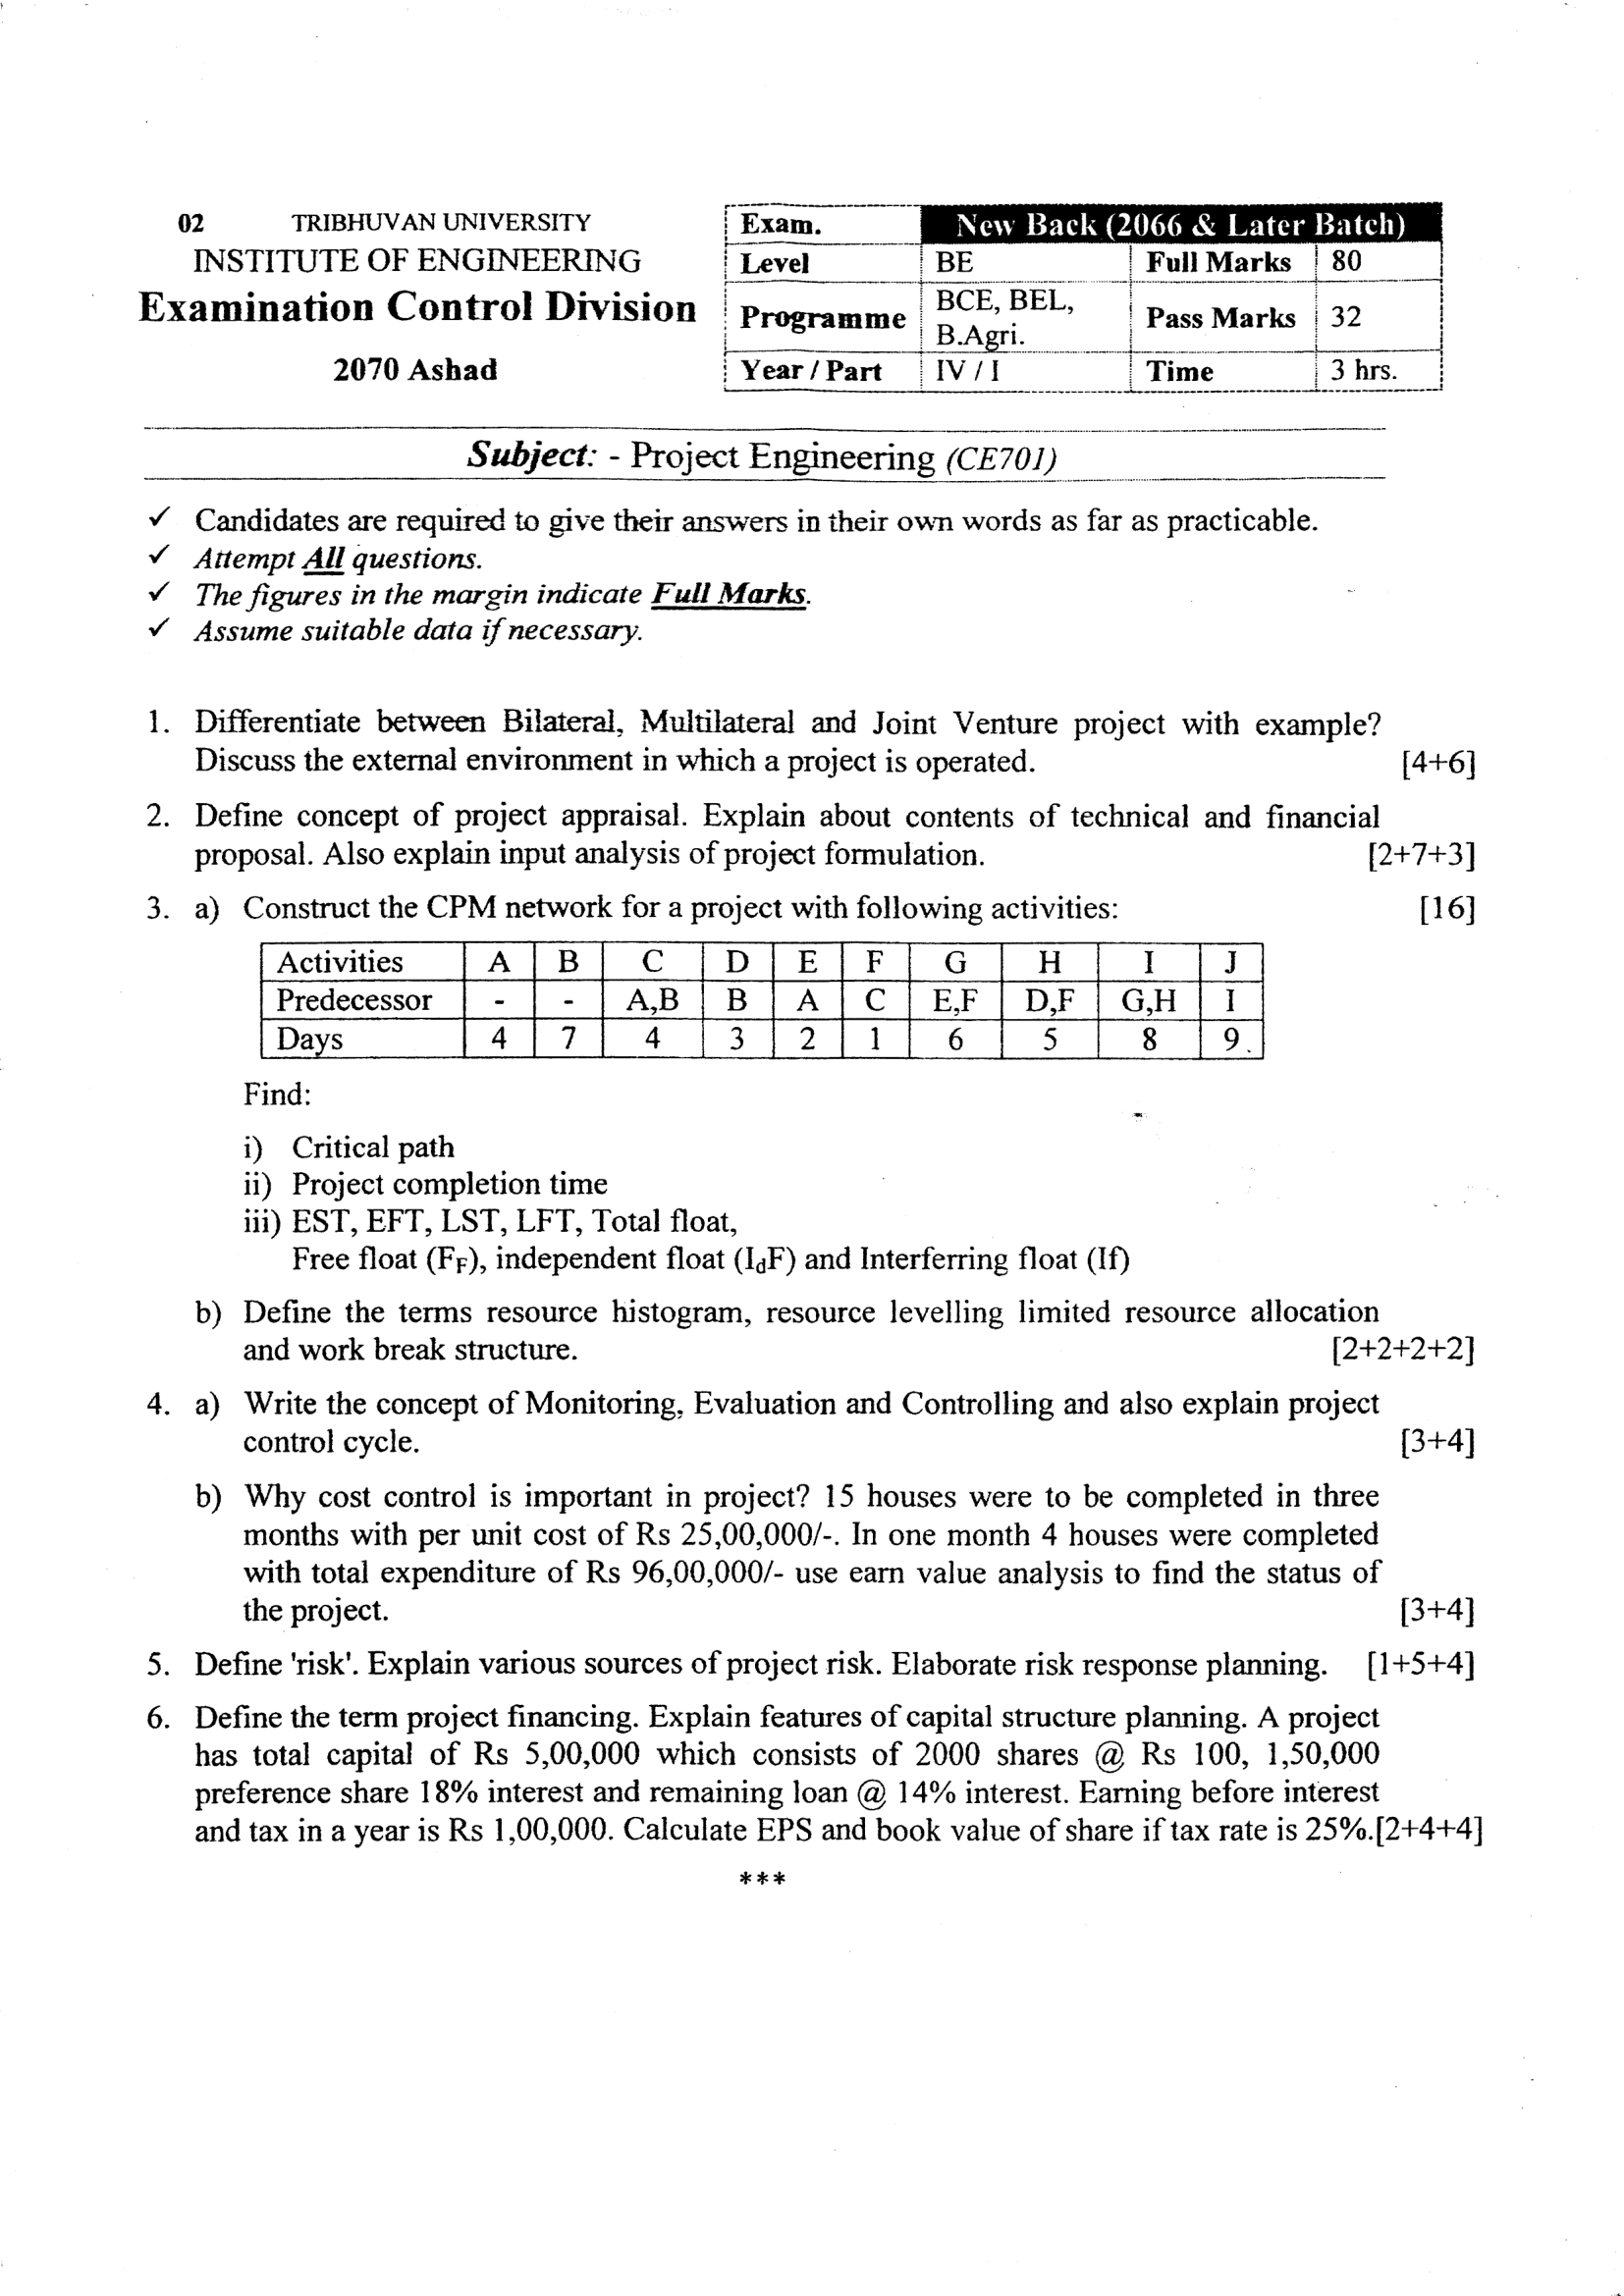 02 TRIBHUVAN UNIVERSITY
INSTITUTE OF ENGINEERING
Examination Control Division
2070 Ashad
Exam. New Back (2066 & Later Batch)
Level BE Full Marks 80
Programme BCE, BEL, B.Agri. Pass Marks 32
Year / Part IV / I Time 3 hrs.
Subject: - Project Engineering (CE701)
✓ Candidates are required to give their answers in their own words as far as practicable.
✓ Attempt All questions.
✓ The figures in the margin indicate Full Marks.
✓ Assume suitable data if necessary.
1. Differentiate between Bilateral, Multilateral and Joint Venture project with example?
Discuss the external environment in which a project is operated. [4+6]
2. Define concept of project appraisal. Explain about contents of technical and financial
proposal. Also explain input analysis of project formulation. [2+7+3]
3. a) Construct the CPM network for a project with following activities: [16]
Activities A B C D E F G H I J
Predecessor - - A,B B A C E,F D,F G,H I
Days 4 7 4 3 2 1 6 5 8 9.
Find:
i) Critical path
ii) Project completion time
iii) EST, EFT, LST, LFT, Total float,
Free float (FF), independent float (IdF) and Interferring float (If)
b) Define the terms resource histogram, resource levelling limited resource allocation
and work break structure. [2+2+2+2]
4. a) Write the concept of Monitoring, Evaluation and Controlling and also explain project
control cycle. [3+4]
b) Why cost control is important in project? 15 houses were to be completed in three
months with per unit cost of Rs 25,00,000/-. In one month 4 houses were completed
with total expenditure of Rs 96,00,000/- use earn value analysis to find the status of
the project. [3+4]
5. Define 'risk'. Explain various sources of project risk. Elaborate risk response planning. [1+5+4]
6. Define the term project financing. Explain features of capital structure planning. A project
has total capital of Rs 5,00,000 which consists of 2000 shares @ Rs 100, 1,50,000
preference share 18% interest and remaining loan @ 14% interest. Earning before interest
and tax in a year is Rs 1,00,000. Calculate EPS and book value of share if tax rate is 25%.[2+4+4]
***